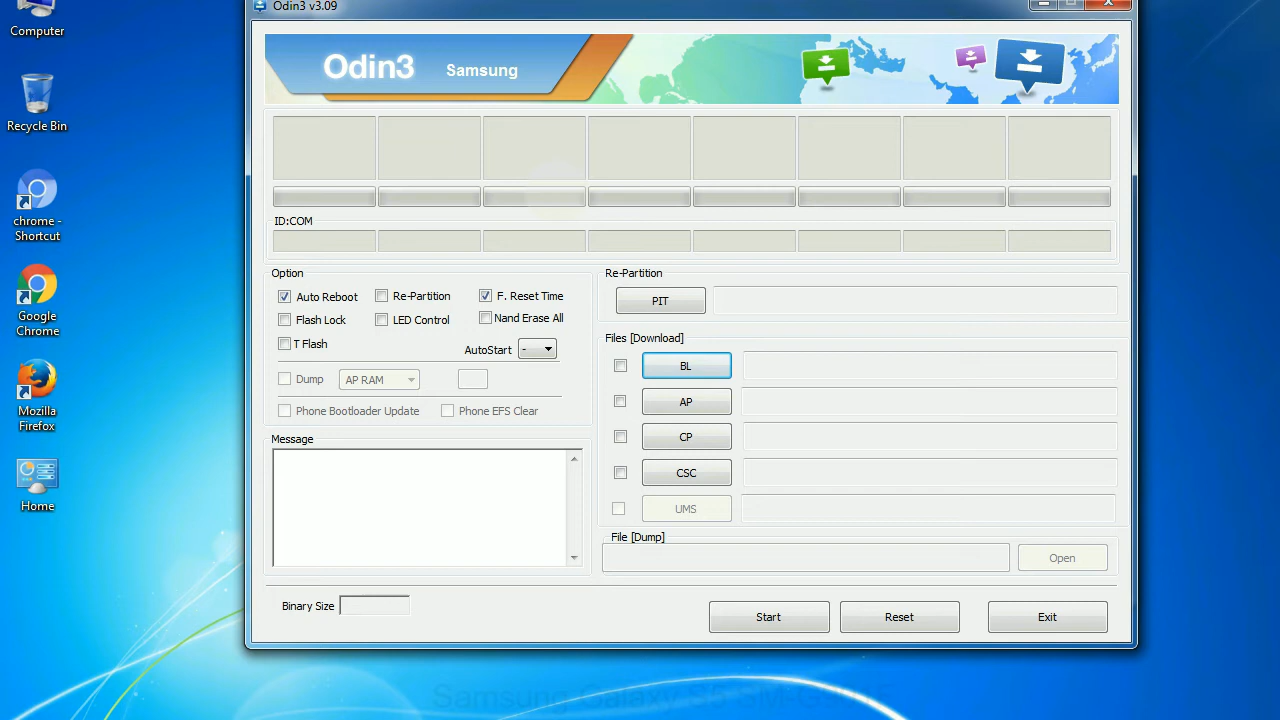 Odin3 v3.09
Computer
Recycle Bin
chrome -
Shortcut
Google
Chrome
Mozilla
Firefox
Home
Odin3 Samsung
ID:COM
Option
Auto Reboot Re-Partition F. Reset Time
Flash Lock LED Control Nand Erase All
T Flash AutoStart -
Dump AP RAM
Phone Bootloader Update Phone EFS Clear
Message
Re-Partition
PIT
Files [Download]
BL
AP
CP
CSC
UMS
File [Dump]
Open
Binary Size
Start Reset Exit
Samsung Galaxy S5